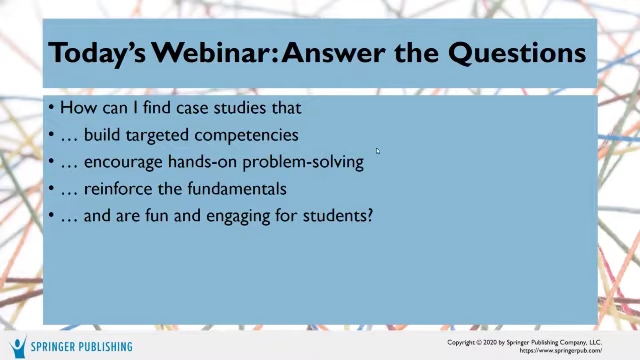 Today's Webinar: Answer the Questions
• How can I find case studies that
• … build targeted competencies
• … encourage hands-on problem-solving
• … reinforce the fundamentals
• … and are fun and engaging for students?
SPRINGER PUBLISHING
Copyright © 2020 by Springer Publishing Company, LLC.
https://www.springerpub.com/